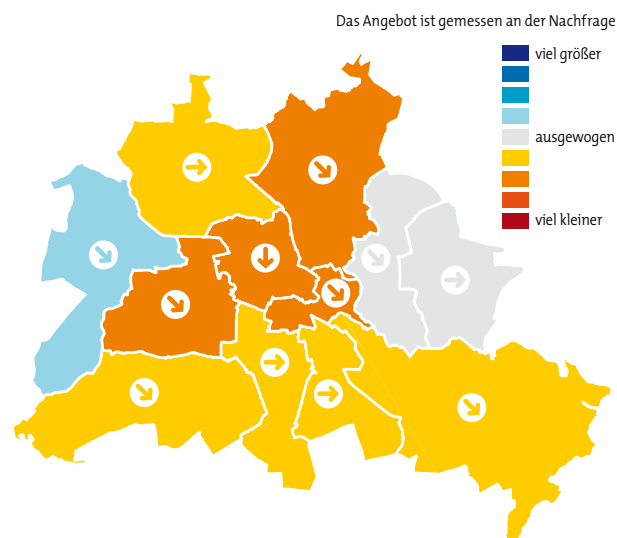 Das Angebot ist gemessen an der Nachfrage
viel größer
ausgewogen
viel kleiner